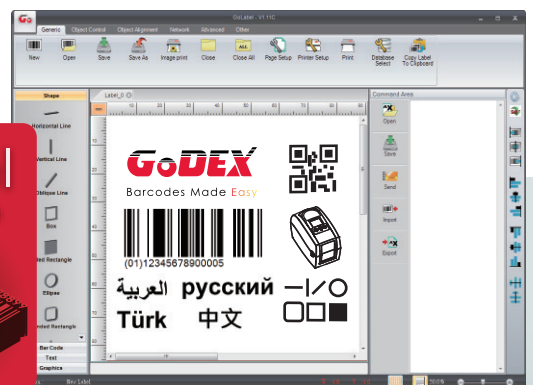 Go
GoLabel - V1.11C
Generic Object Control Object Alignment Network Advanced Other
New Open Save Save As Image print Close Close All Page Setup Printer Setup Print Database Select Copy Label To Clipboard
ALL
Shape
Label_0
Command Area
Horizontal Line
Vertical Line
Oblique Line
Box
Rectangle
Ellipse
Rectangle
Bar Code
Text
Graphics
GoDEX
Barcodes Made Easy
(01)12345678900005
العربية русский
Türk 中文
Open
Save
Send
Import
Export
New Label